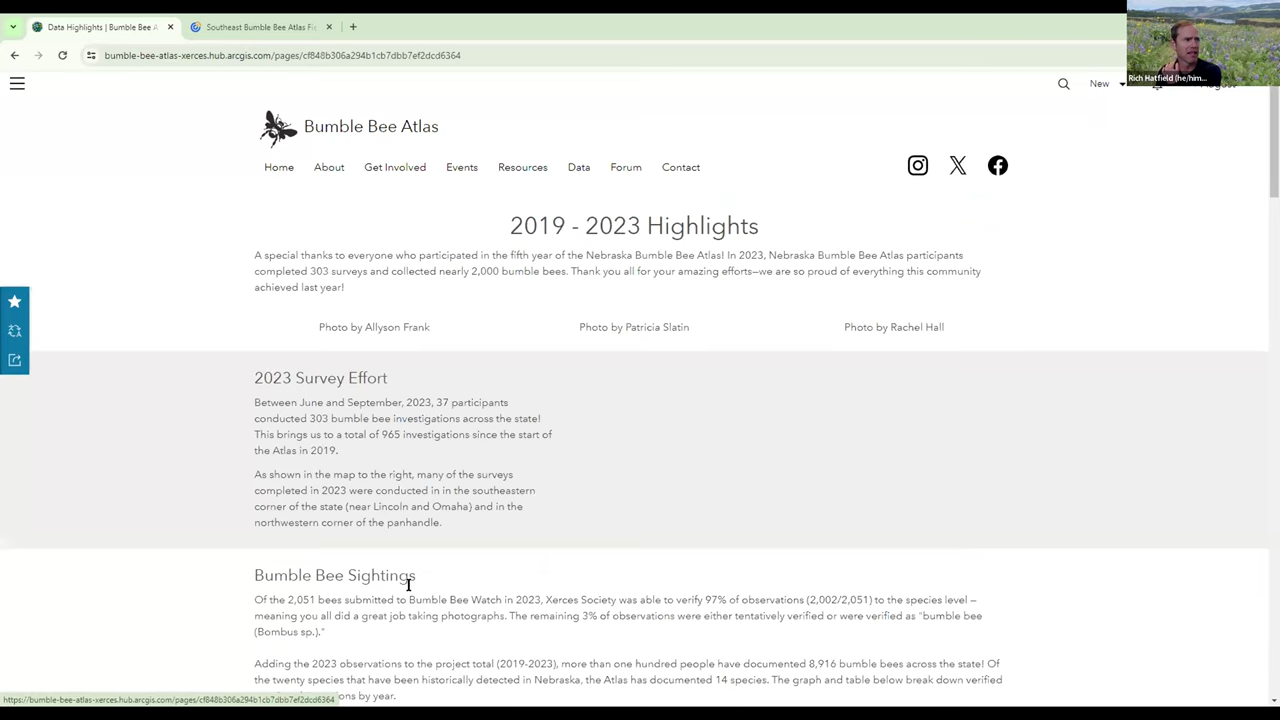 Data Highlights | Bumble Bee A
Southeast Bumble Bee Atlas Fi
bumble-bee-atlas-xerces.hub.arcgis.com/pages/cf848b306a294b1cb7dbb7ef2dcd6364
Rich Hatfield (he/him...
New
Bumble Bee Atlas
Home About Get Involved Events Resources Data Forum Contact
2019 - 2023 Highlights
A special thanks to everyone who participated in the fifth year of the Nebraska Bumble Bee Atlas! In 2023, Nebraska Bumble Bee Atlas participants
completed 303 surveys and collected nearly 2,000 bumble bees. Thank you all for your amazing efforts—we are so proud of everything this community
achieved last year!
Photo by Allyson Frank
Photo by Patricia Slatin
Photo by Rachel Hall
2023 Survey Effort
Between June and September, 2023, 37 participants
conducted 303 bumble bee investigations across the state!
This brings us to a total of 965 investigations since the start of
the Atlas in 2019.
As shown in the map to the right, many of the surveys
completed in 2023 were conducted in in the southeastern
corner of the state (near Lincoln and Omaha) and in the
northwestern corner of the panhandle.
Bumble Bee Sightings
Of the 2,051 bees submitted to Bumble Bee Watch in 2023, Xerces Society was able to verify 97% of observations (2,002/2,051) to the species level —
meaning you all did a great job taking photographs. The remaining 3% of observations were either tentatively verified or were verified as "bumble bee
(Bombus sp.)."
Adding the 2023 observations to the project total (2019-2023), more than one hundred people have documented 8,916 bumble bees across the state! Of
the twenty species that have been historically detected in Nebraska, the Atlas has documented 14 species. The graph and table below break down verified
ons by year.
https://bumble-bee-atlas-xerces.hub.arcgis.com/pages/cf848b306a294b1cb7dbb7ef2dcd6364